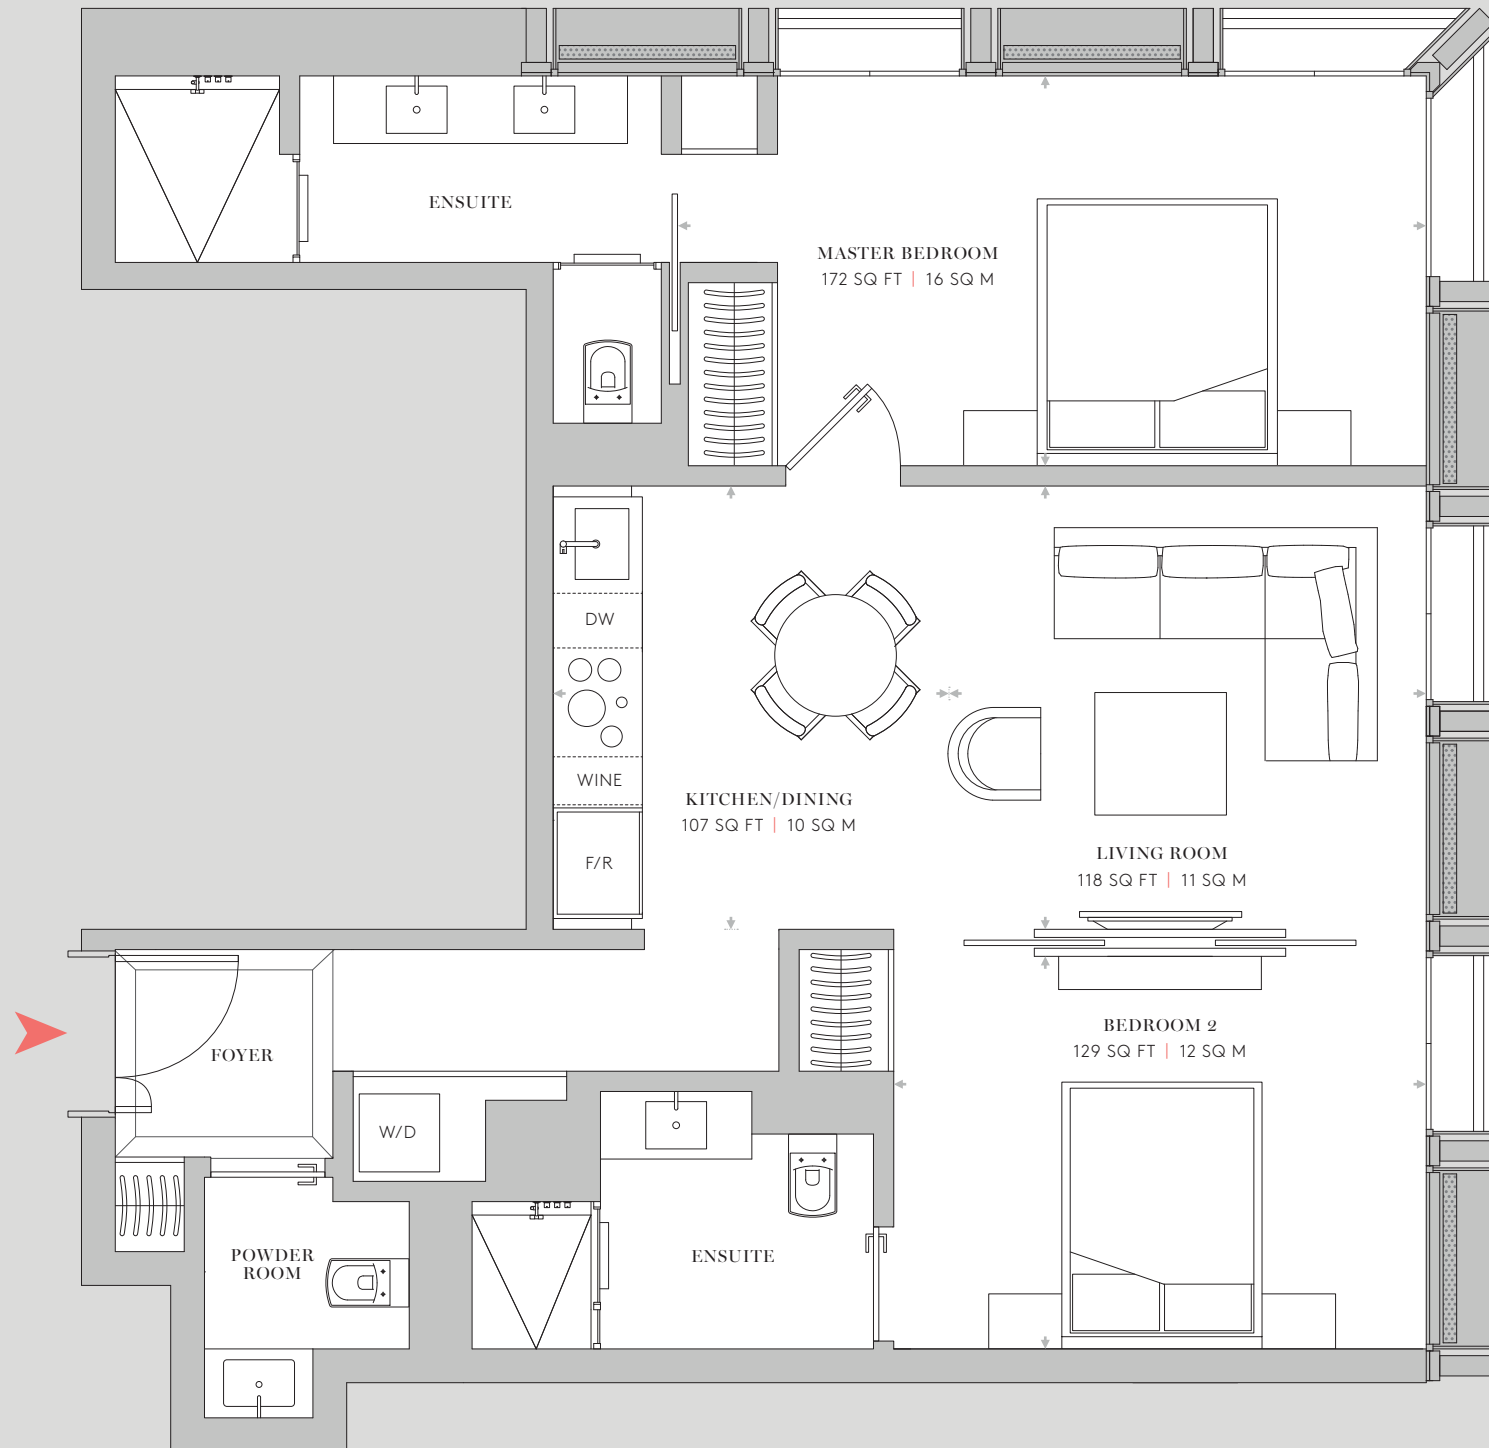 ENSUITE
MASTER BEDROOM
172 SQ FT | 16 SQ M
DW
WINE
KITCHEN/DINING
107 SQ FT | 10 SQ M
F/R
LIVING ROOM
118 SQ FT | 11 SQ M
BEDROOM 2
129 SQ FT | 12 SQ M
FOYER
W/D
POWDER
ROOM
ENSUITE